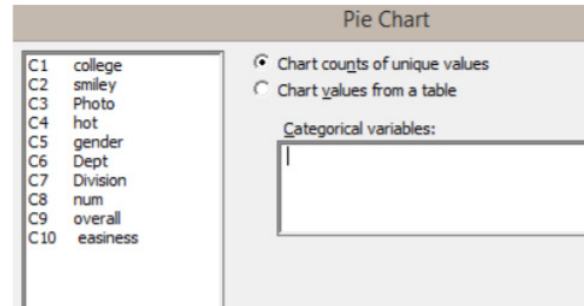 Pie Chart
C1 college
C2 smiley
C3 Photo
C4 hot
C5 gender
C6 Dept
C7 Division
C8 num
C9 overall
C10 easiness
Chart counts of unique values
Chart values from a table
Categorical variables: